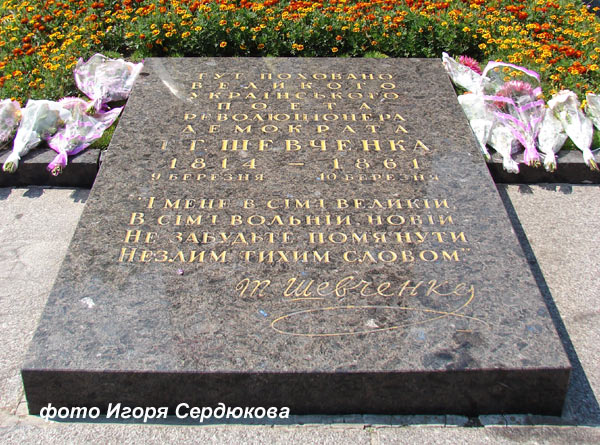 ТУТ ПОХОВАНО
ВЕЛИКОГО
УКРАЇНСЬКОГО
ПОЕТА
РЕВОЛЮЦІОНЕРА
ДЕМОКРАТА
Т Г. ШЕВЧЕНКА
1814 – 1861
9 БЕРЕЗНЯ 10 БЕРЕЗНЯ
"І МЕНЕ В СІМ'Ї ВЕЛИКІЙ
В СІМ'Ї ВОЛЬНІЙ, НОВІЙ
НЕ ЗАБУДЬТЕ ПОМ'ЯНУТИ
НЕЗЛИМ ТИХИМ СЛОВОМ"
Т Шевченко
фото Игоря Сердюкова